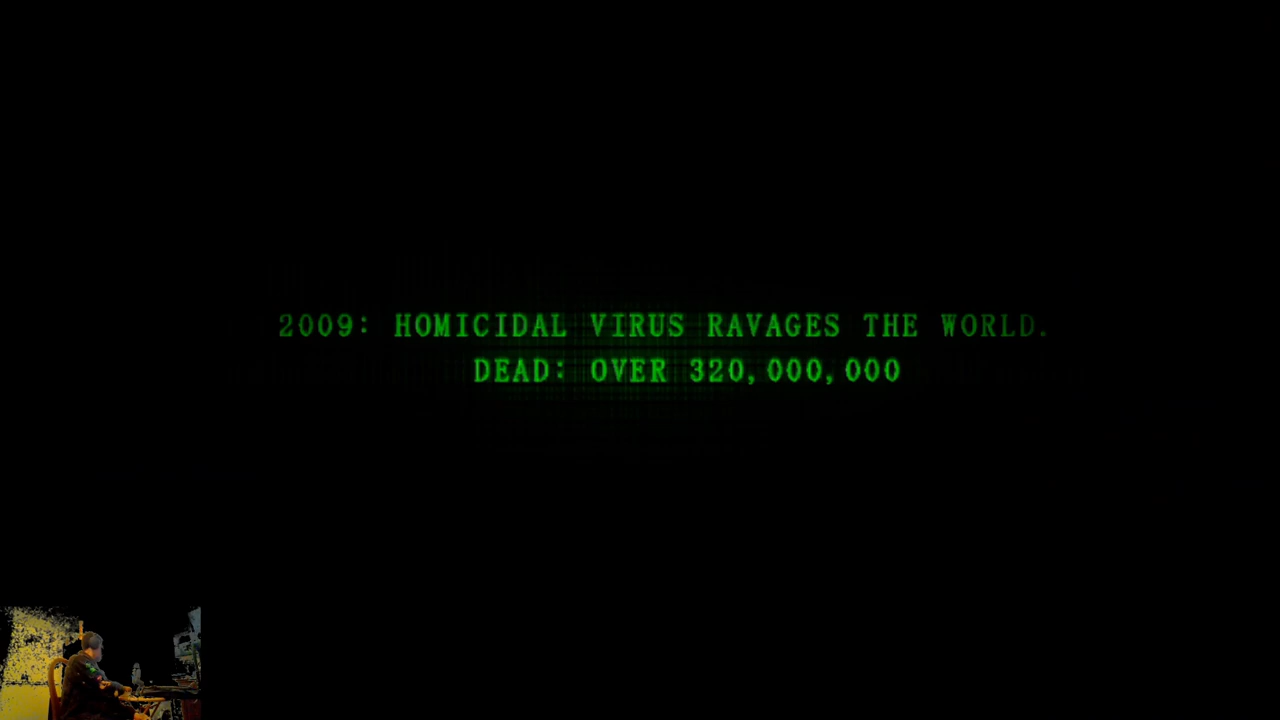 2009: HOMICIDAL VIRUS RAVAGES THE WORLD.
DEAD: OVER 320,000,000